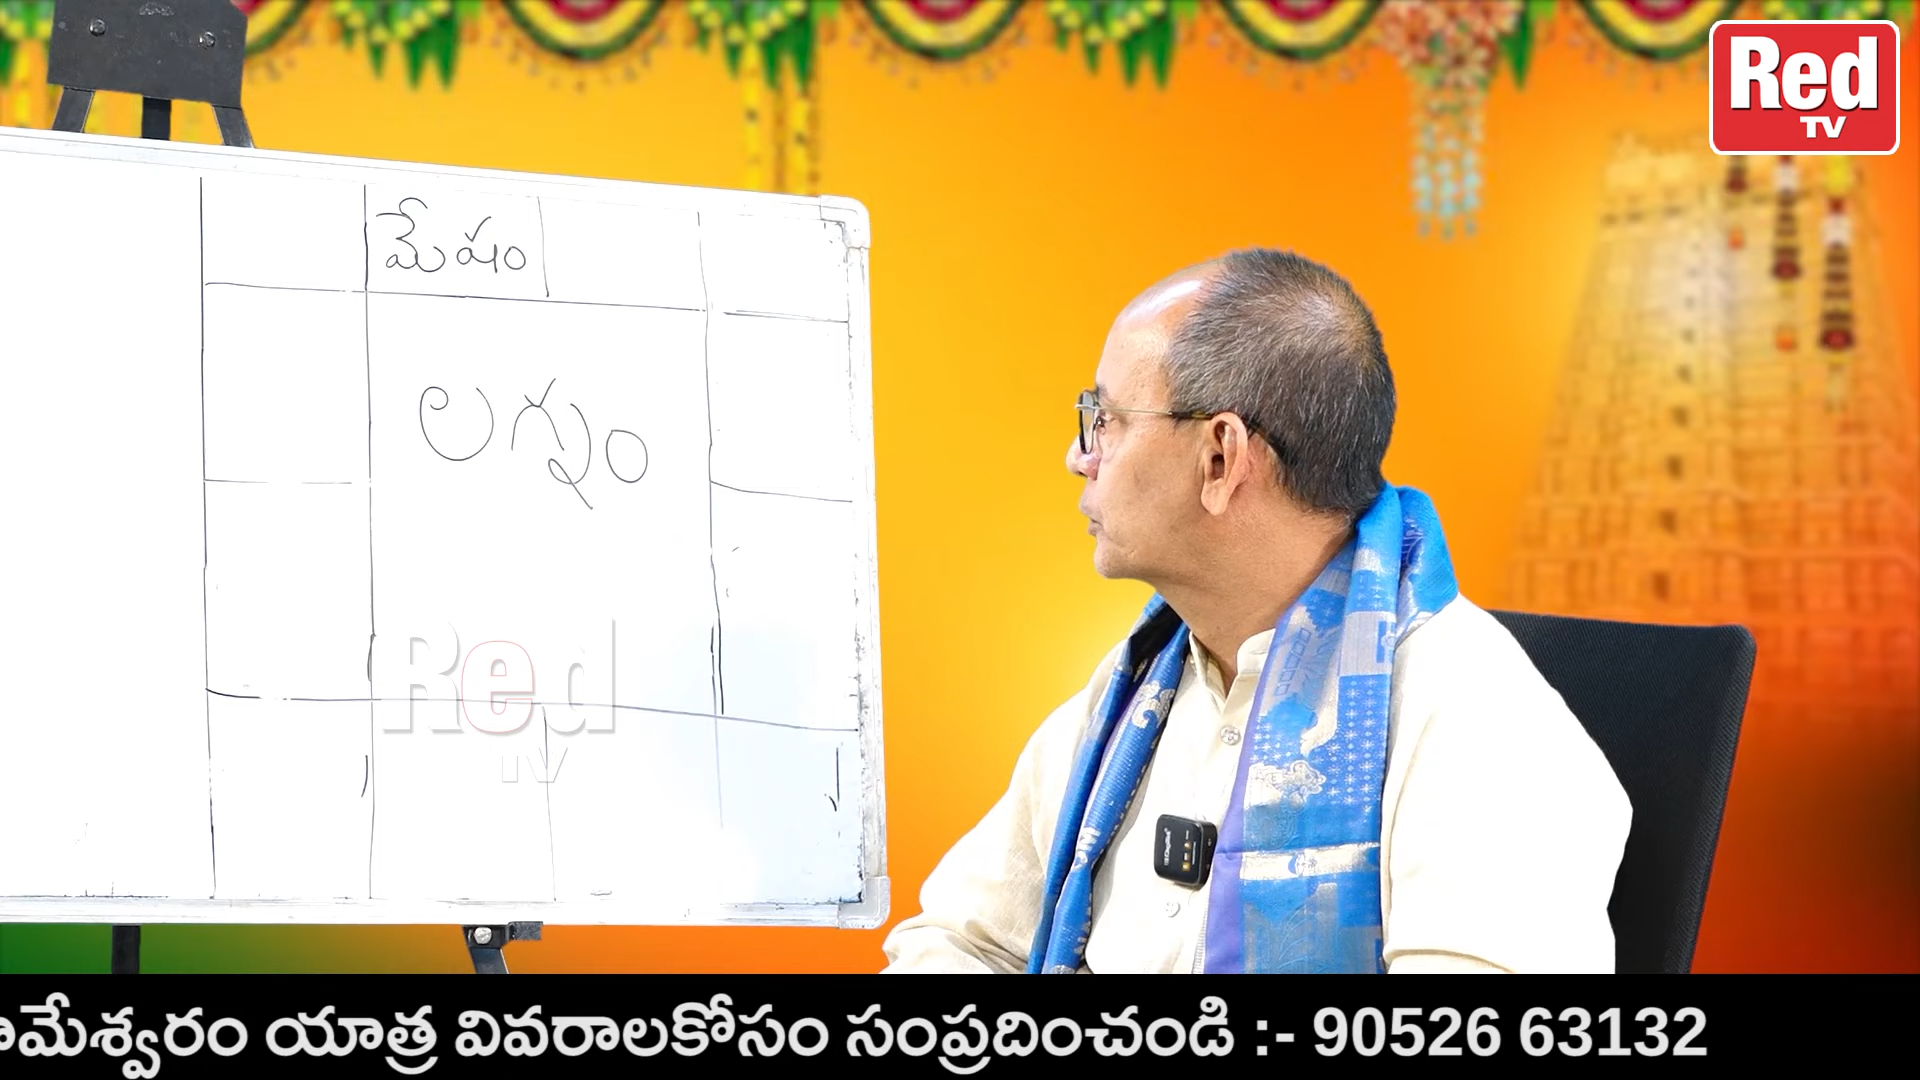 Red
TV
మేషం
లగ్నం
Red
TV
మేశ్వరం యాత్ర వివరాలకోసం సంప్రదించండి :- 90526 63132